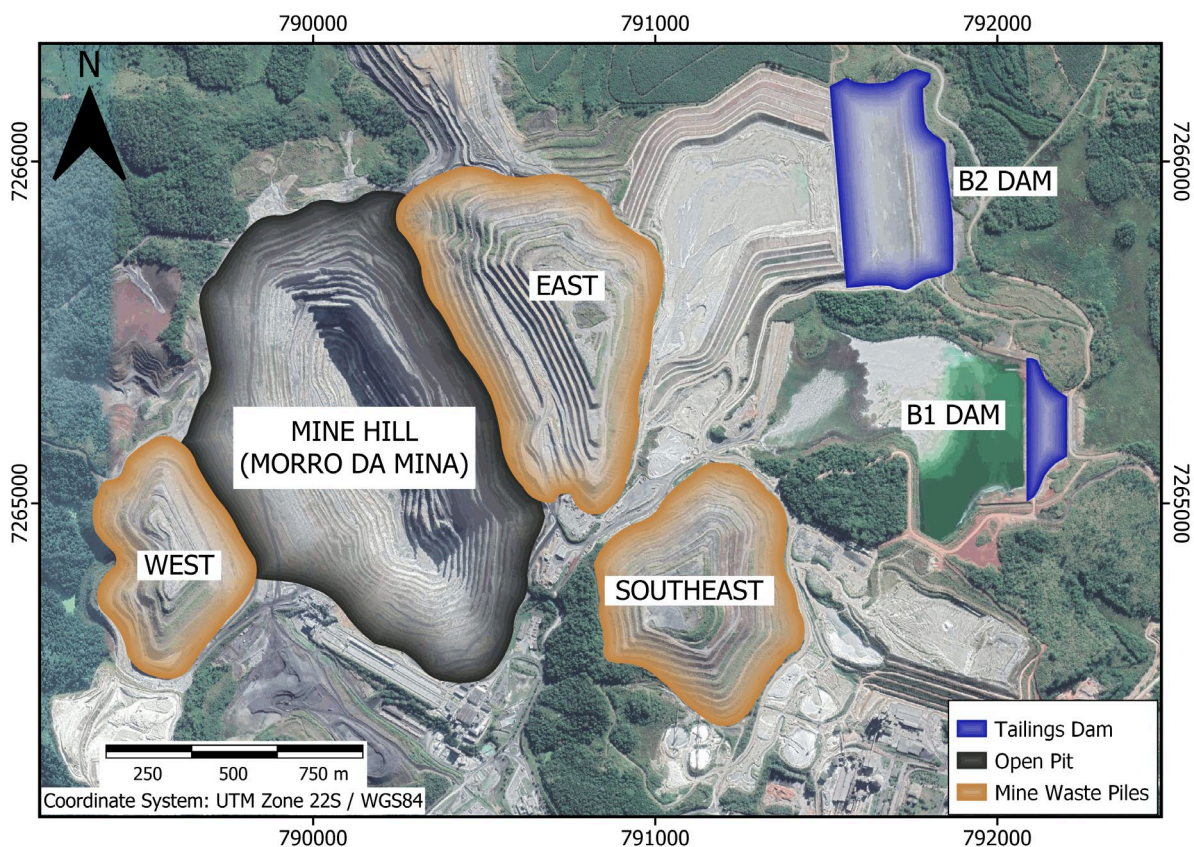 790000 791000 792000
N
7266000 7266000
B2 DAM
EAST
B1 DAM
MINE HILL
(MORRO DA MINA)
7265000 7265000
WEST
SOUTHEAST
Tailings Dam
Open Pit
Mine Waste Piles
250 500 750 m
Coordinate System: UTM Zone 22S / WGS84
790000 791000 792000